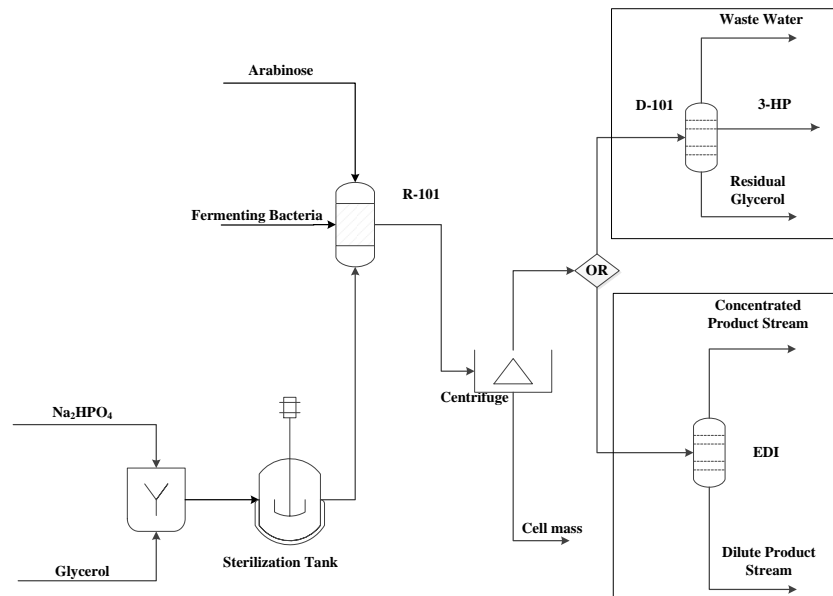 Waste Water
Arabinose
D-101
3-HP
Residual
Glycerol
R-101
Fermenting Bacteria
OR
Concentrated
Product Stream
Centrifuge
Na₂HPO₄
EDI
Cell mass
Sterilization Tank
Glycerol
Dilute Product
Stream